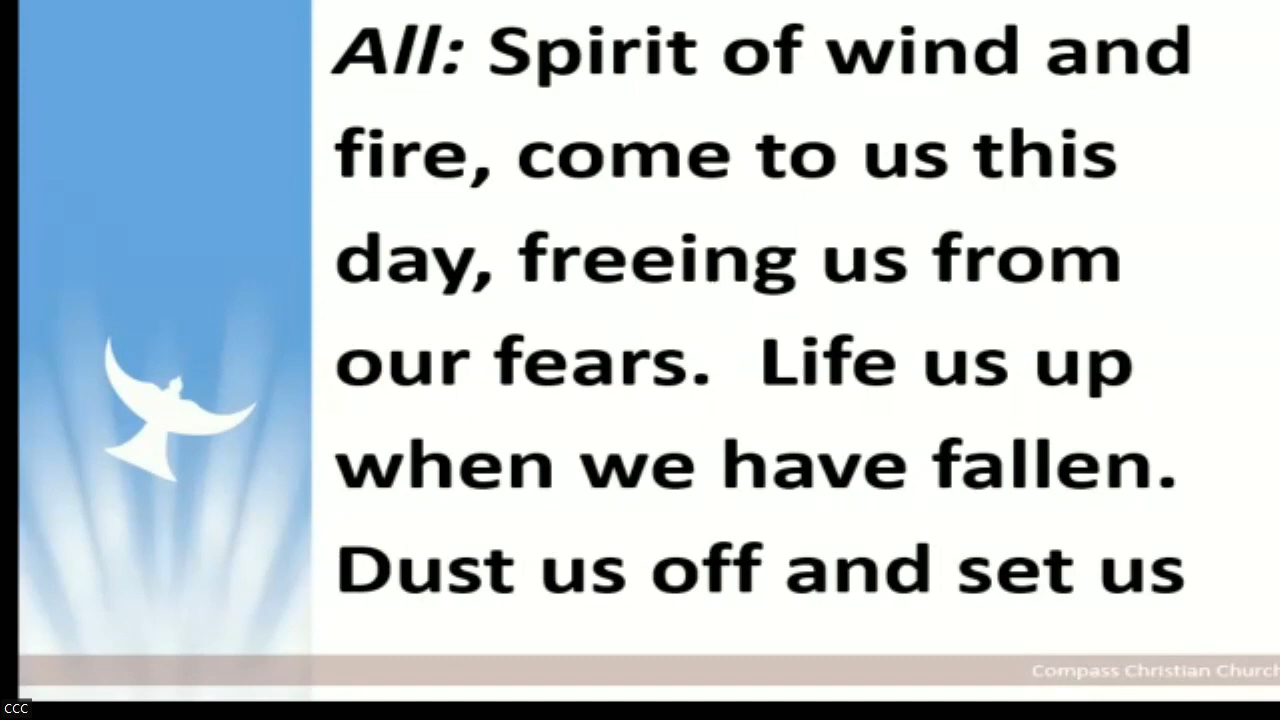 All: Spirit of wind and
fire, come to us this
day, freeing us from
our fears.  Life us up
when we have fallen.
Dust us off and set us
Compass Christian Church
CCC